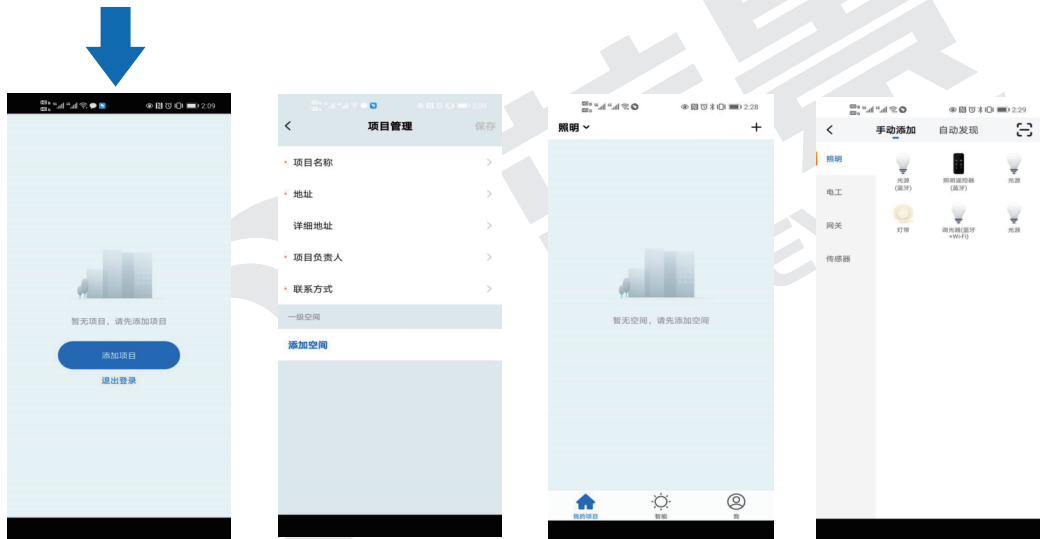 2:09
暂无项目，请先添加项目
添加项目
退出登录
2:09
项目管理
保存
项目名称
地址
详细地址
项目负责人
联系方式
一级空间
添加空间
2:28
照明
暂无空间，请先添加空间
我的项目
智能
我
2:29
手动添加
自动发现
照明
电工
网关
传感器
光源
(蓝牙)
照明遥控器
(蓝牙)
光源
灯带
调光器(蓝牙
+Wi-Fi)
光源